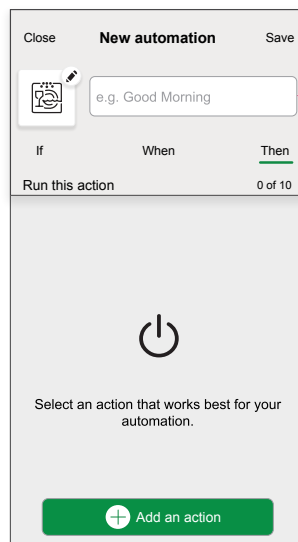 Close New automation Save
e.g. Good Morning
If When Then
Run this action 0 of 10
Select an action that works best for your
automation.
Add an action